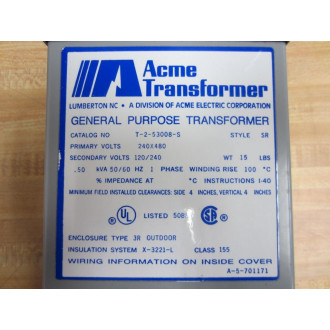 Acme
Transformer
LUMBERTON NC • A DIVISION OF ACME ELECTRIC CORPORATION
GENERAL PURPOSE TRANSFORMER
CATALOG NO T-2-53008-S STYLE SR
PRIMARY VOLTS 240X480
SECONDARY VOLTS 120/240 WT 15 LBS
.50 KVA 50/60 HZ 1 PHASE WINDING RISE 100 °C
% IMPEDANCE AT °C INSTRUCTIONS I-40
MINIMUM FIELD INSTALLED CLEARANCES: SIDE 4 INCHES, VERTICAL 4 INCHES
UL LISTED 508 SA
ENCLOSURE TYPE 3R OUTDOOR
INSULATION SYSTEM X-3221-L CLASS 155
WIRING INFORMATION ON INSIDE COVER
A-5-701171